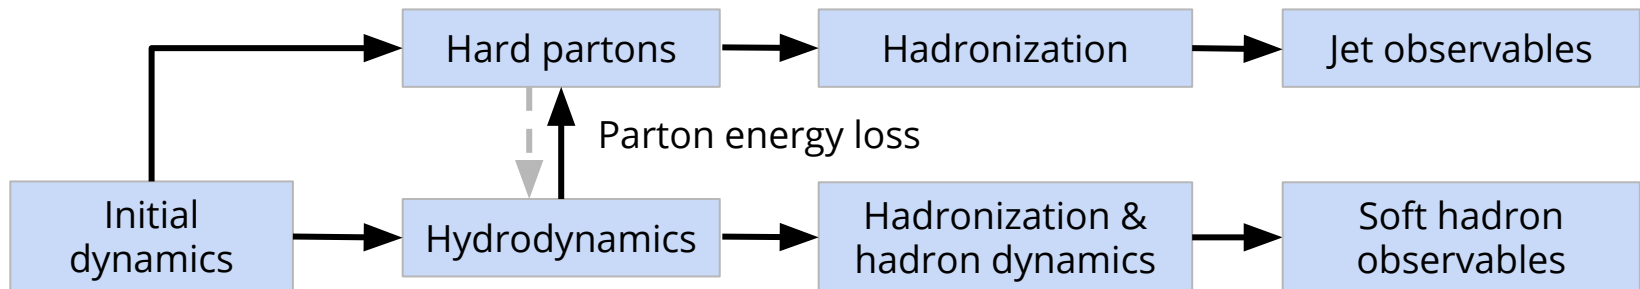 Hard partons
Hadronization
Jet observables
Parton energy loss
Initial
dynamics
Hydrodynamics
Hadronization &
hadron dynamics
Soft hadron
observables